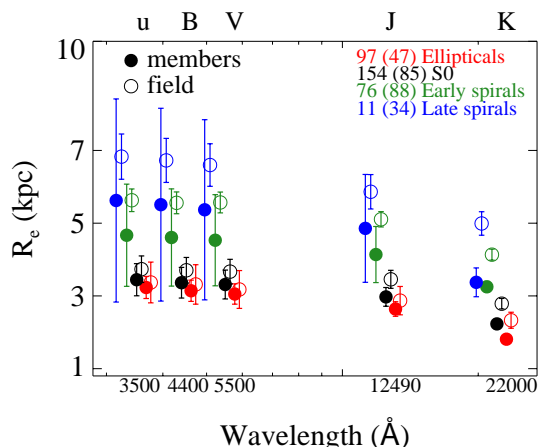 u B V J K
10
7
5
3
1
R_e (kpc)
members
field
97 (47) Ellipticals
154 (85) S0
76 (88) Early spirals
11 (34) Late spirals
3500 4400 5500 12490 22000
Wavelength (Å)